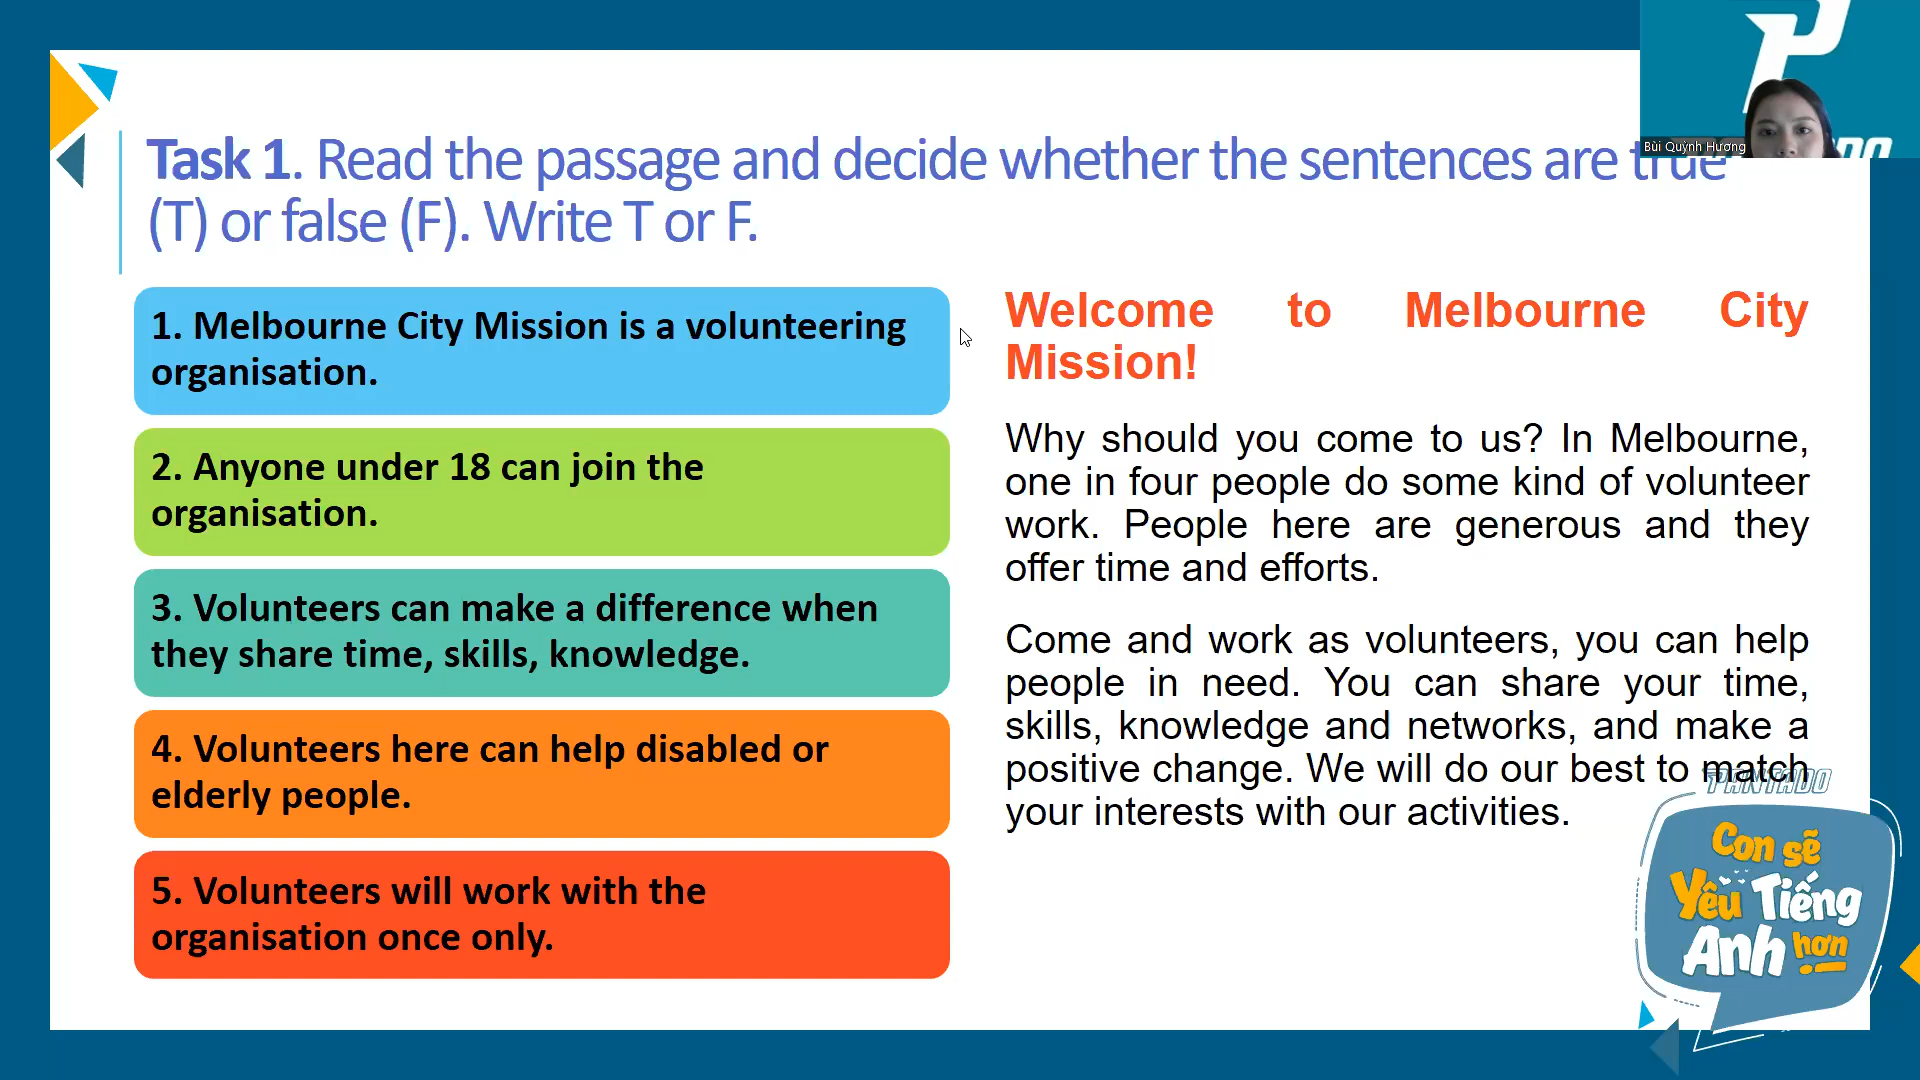 Task 1. Read the passage and decide whether the sentences are true
(T) or false (F). Write T or F.
Bùi Quỳnh Hương
1. Melbourne City Mission is a volunteering
organisation.
2. Anyone under 18 can join the
organisation.
3. Volunteers can make a difference when
they share time, skills, knowledge.
4. Volunteers here can help disabled or
elderly people.
5. Volunteers will work with the
organisation once only.
Welcome to Melbourne City
Mission!
Why should you come to us? In Melbourne,
one in four people do some kind of volunteer
work. People here are generous and they
offer time and efforts.
Come and work as volunteers, you can help
people in need. You can share your time,
skills, knowledge and networks, and make a
positive change. We will do our best to match
your interests with our activities.
PANTADO
Con sẽ
Yêu Tiếng
Anh hơn